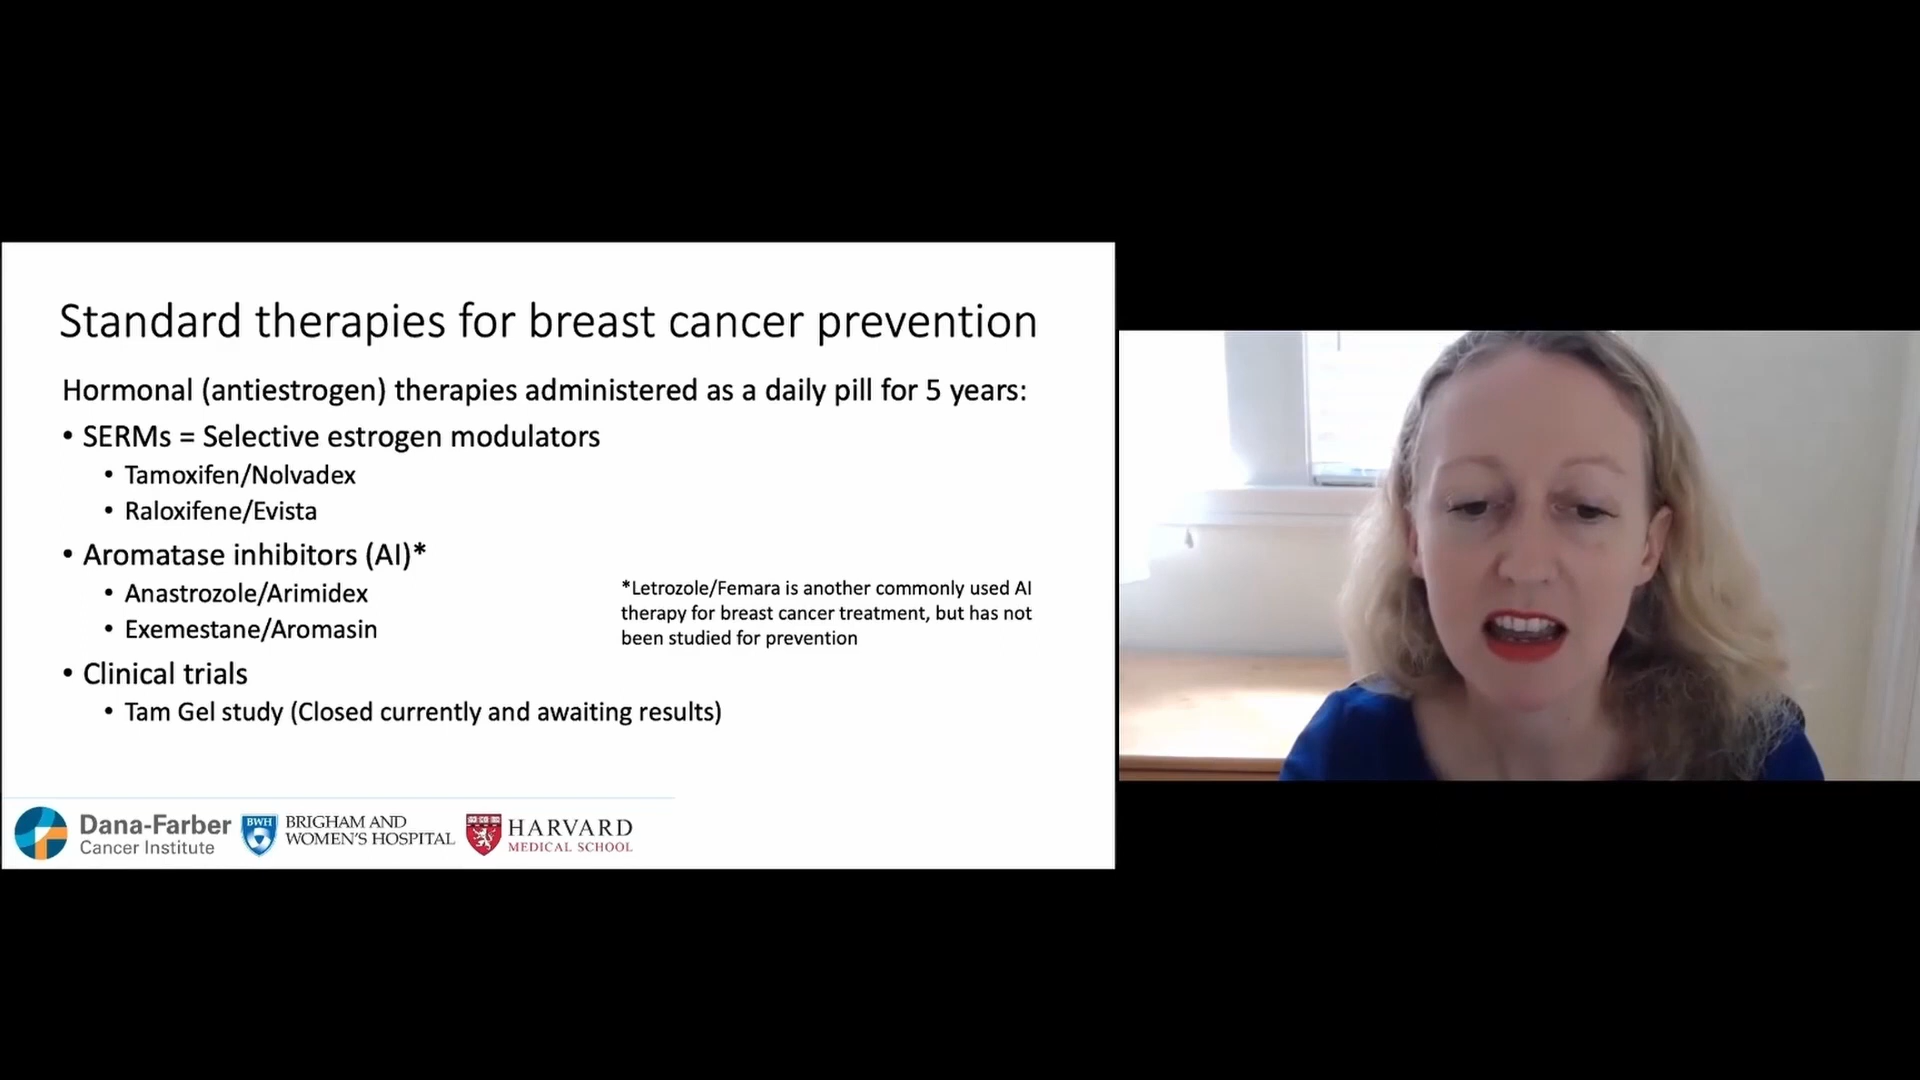 Standard therapies for breast cancer prevention
Hormonal (antiestrogen) therapies administered as a daily pill for 5 years:
• SERMs = Selective estrogen modulators
• Tamoxifen/Nolvadex
• Raloxifene/Evista
• Aromatase inhibitors (AI)*
• Anastrozole/Arimidex
• Exemestane/Aromasin
*Letrozole/Femara is another commonly used AI
therapy for breast cancer treatment, but has not
been studied for prevention
• Clinical trials
• Tam Gel study (Closed currently and awaiting results)
Dana-Farber
Cancer Institute
BWH
BRIGHAM AND
WOMEN'S HOSPITAL
HARVARD
MEDICAL SCHOOL